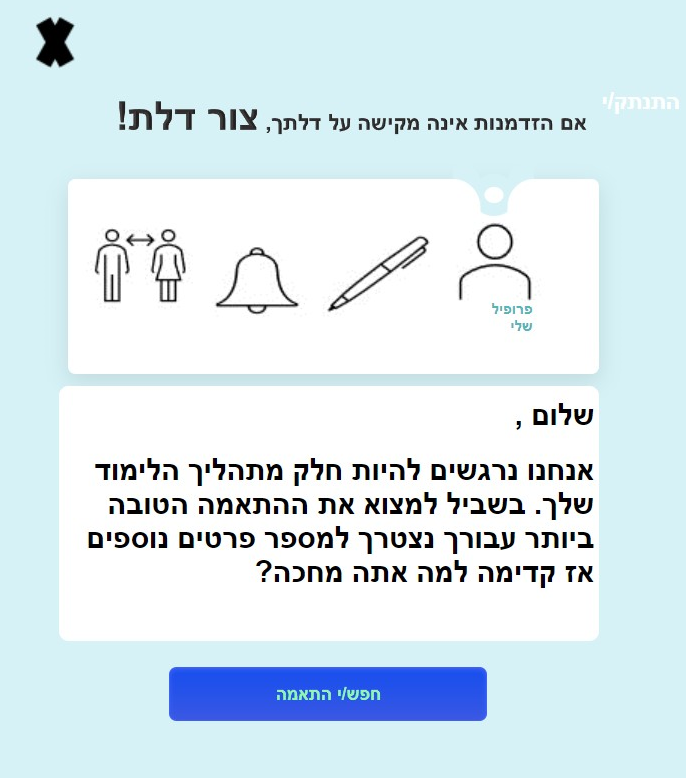 התנתק/י
אם הזדמנות אינה מקישה על דלתך, צור דלת!
פרופיל
שלי
שלום ,
אנחנו נרגשים להיות חלק מתהליך הלימוד
שלך. בשביל למצוא את ההתאמה הטובה
ביותר עבורך נצטרך למספר פרטים נוספים
אז קדימה למה אתה מחכה?
חפש/י התאמה